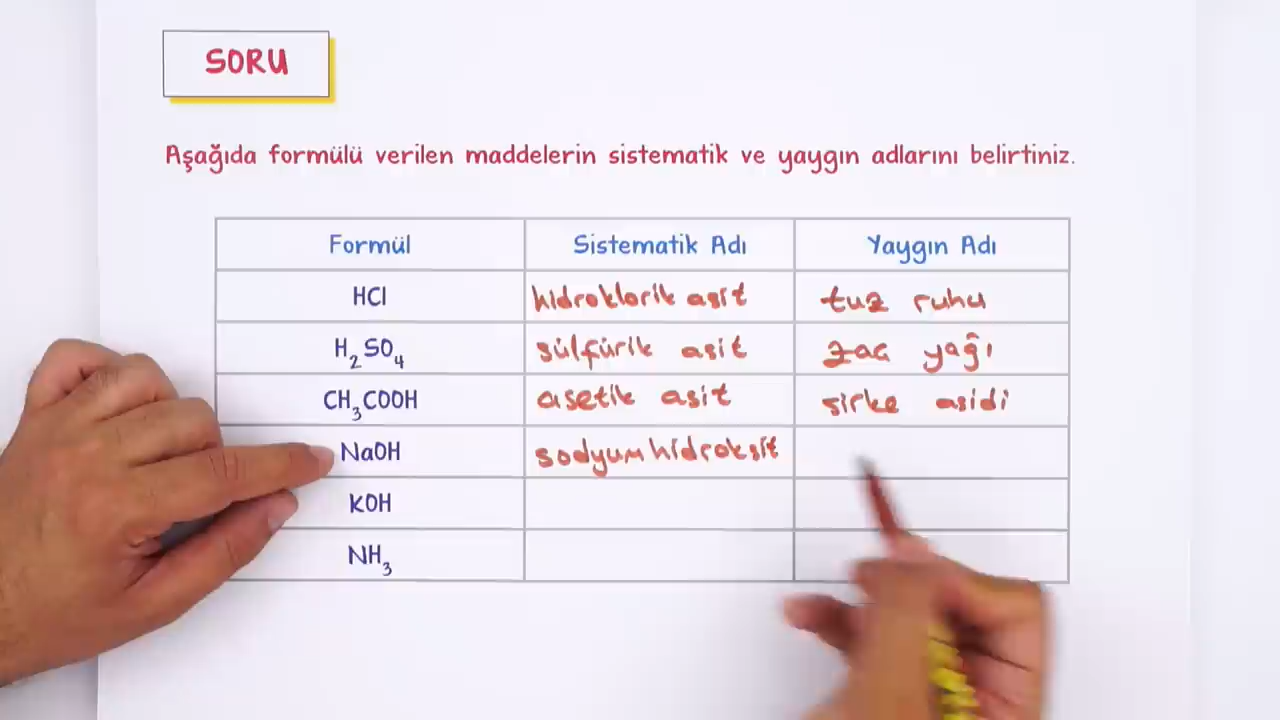 SORU
Aşağıda formülü verilen maddelerin sistematik ve yaygın adlarını belirtiniz.
Formül Sistematik Adı Yaygın Adı
HCl hidroklorik asit tuz ruhu
H₂SO₄ sülfürik asit zaç yağı
CH₃COOH asetik asit sirke asidi
NaOH sodyum hidroksit
KOH
NH₃